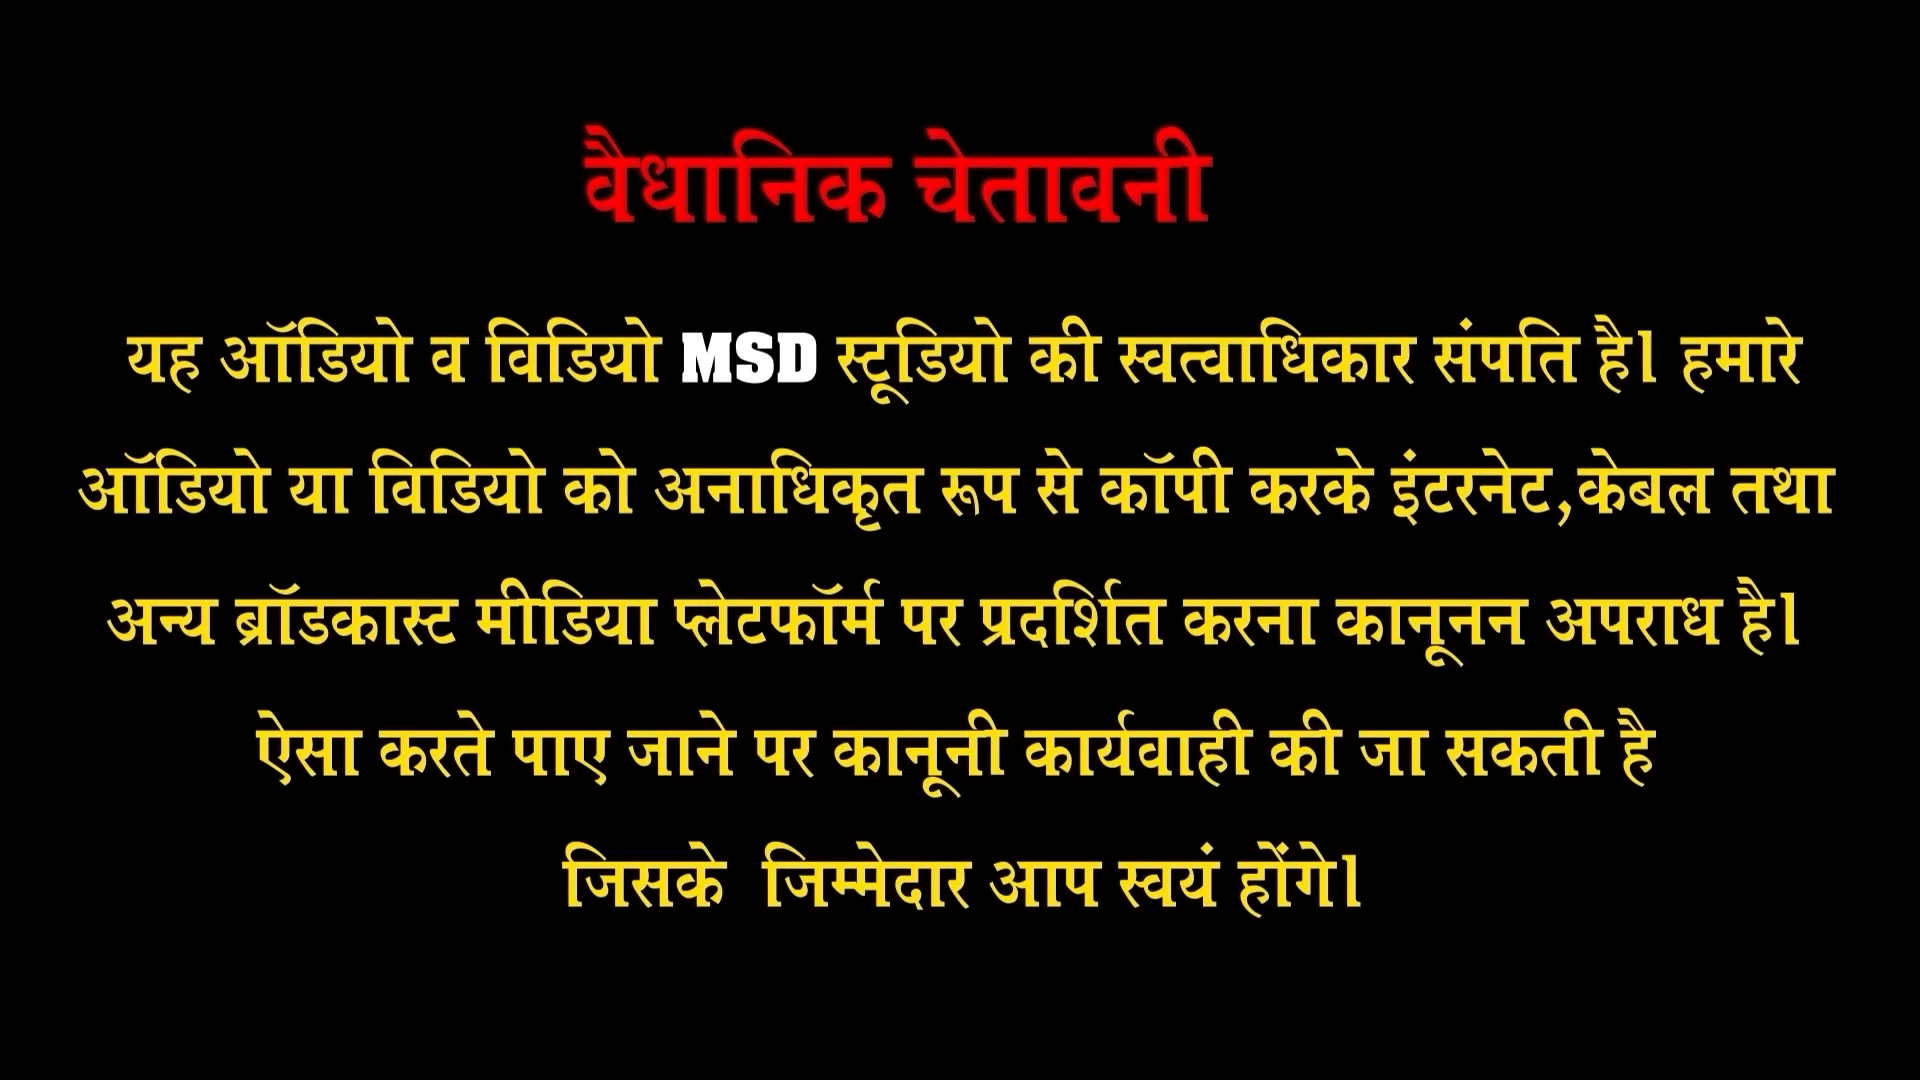 वैधानिक चेतावनी
यह ऑडियो व विडियो MSD स्टूडियो की स्वत्वाधिकार संपति है। हमारे
ऑडियो या विडियो को अनाधिकृत रूप से कॉपी करके इंटरनेट,केबल तथा
अन्य ब्रॉडकास्ट मीडिया प्लेटफॉर्म पर प्रदर्शित करना कानूनन अपराध है।
ऐसा करते पाए जाने पर कानूनी कार्यवाही की जा सकती है
जिसके जिम्मेदार आप स्वयं होंगे।